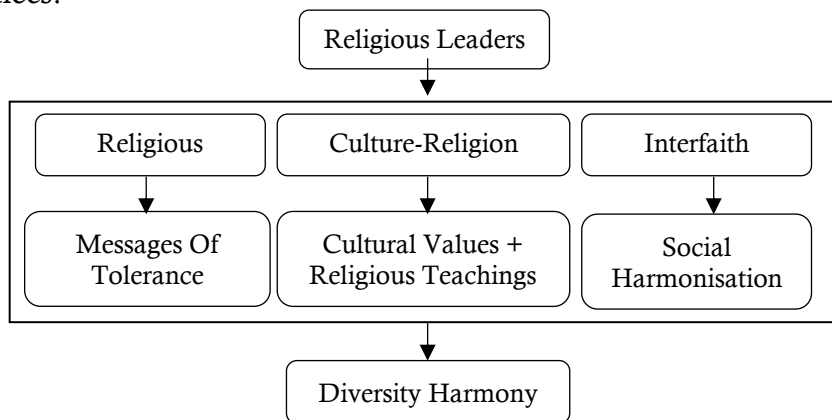 Religious Leaders
Religious
Culture-Religion
Interfaith
Messages Of
Tolerance
Cultural Values +
Religious Teachings
Social
Harmonisation
Diversity Harmony